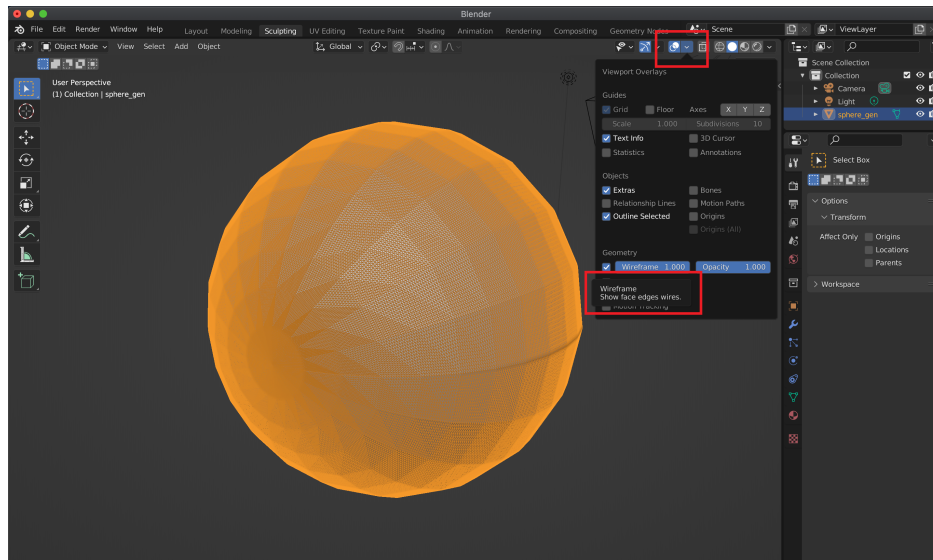 Blender
File Edit Render Window Help Layout Modeling Sculpting UV Editing Texture Paint Shading Animation Rendering Compositing Geometry Nodes Scene ViewLayer
Object Mode View Select Add Object Global
User Perspective
(1) Collection | sphere_gen
Viewport Overlays
Guides
Grid Floor Axes X Y Z
Scale 1.000 Subdivisions 10
Text Info 3D Cursor
Statistics Annotations
Objects
Extras Bones
Relationship Lines Motion Paths
Outline Selected Origins
Origins (All)
Geometry
Wireframe 1.000 Opacity 1.000
Wireframe
Show face edges wires.
Motion Tracking
Scene Collection
Collection
Camera
Light
sphere_gen
Select Box
Options
Transform
Affect Only Origins
Locations
Parents
Workspace